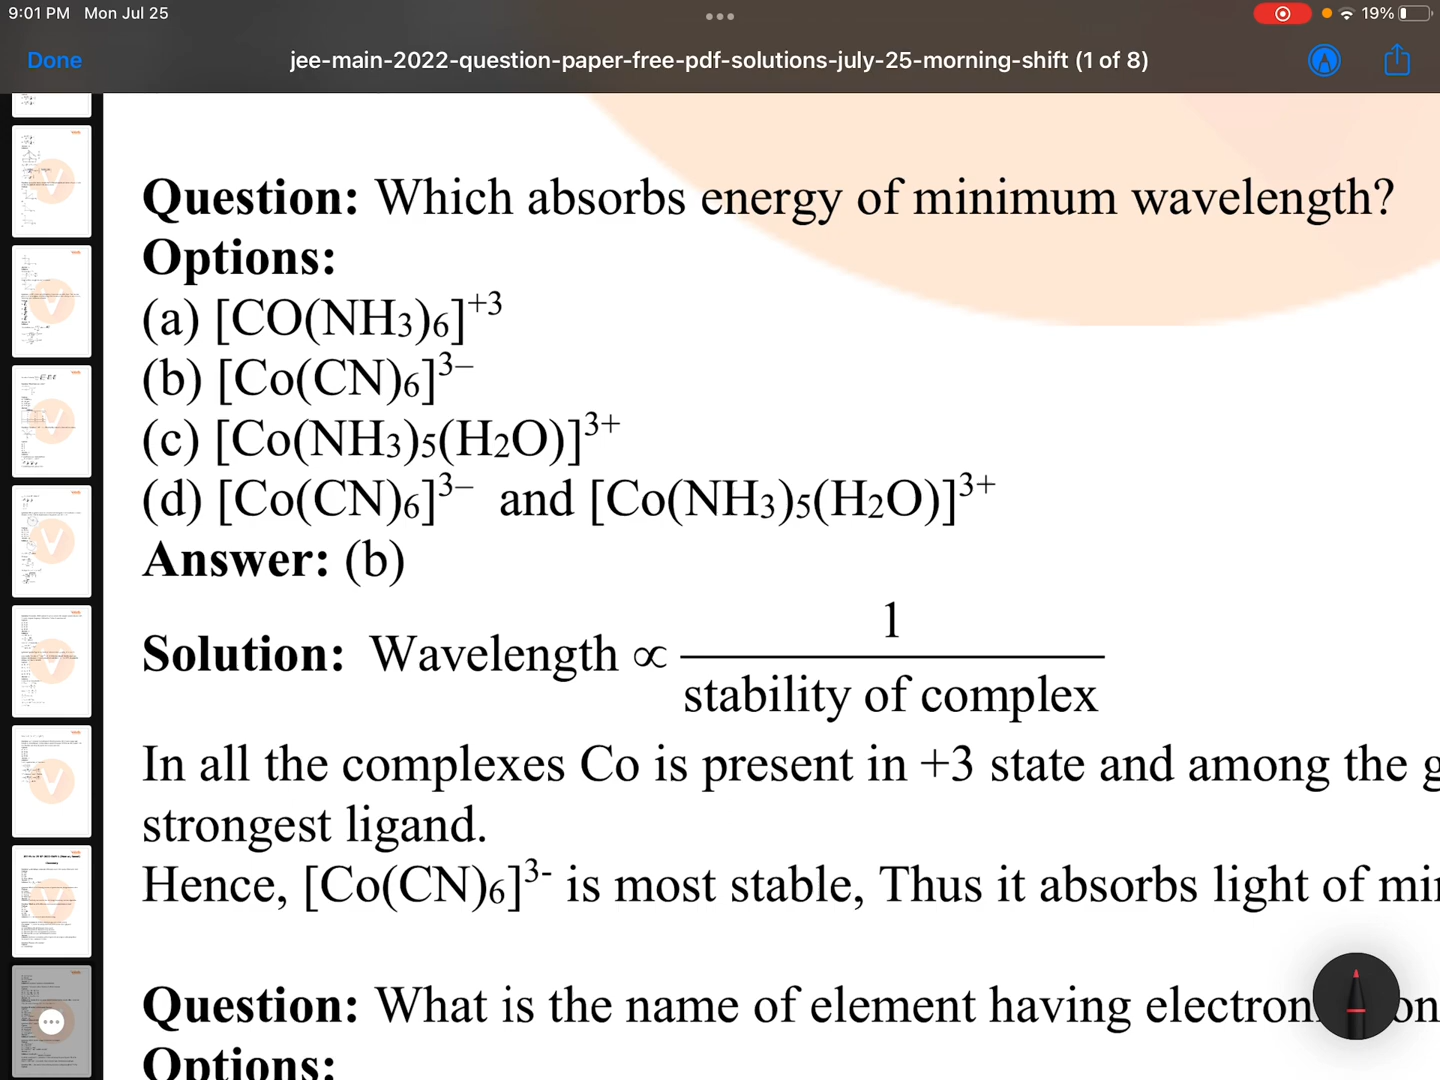 9:01 PM Mon Jul 25
19%
Done
jee-main-2022-question-paper-free-pdf-solutions-july-25-morning-shift (1 of 8)
Question: Which absorbs energy of minimum wavelength?
Options:
(a) [CO(NH3)6]+3
(b) [Co(CN)6]3–
(c) [Co(NH3)5(H2O)]3+
(d) [Co(CN)6]3– and [Co(NH3)5(H2O)]3+
Answer: (b)
Solution: Wavelength ∝ 1 / stability of complex
In all the complexes Co is present in +3 state and among the g
strongest ligand.
Hence, [Co(CN)6]3- is most stable, Thus it absorbs light of mi
Question: What is the name of element having electron
Options: